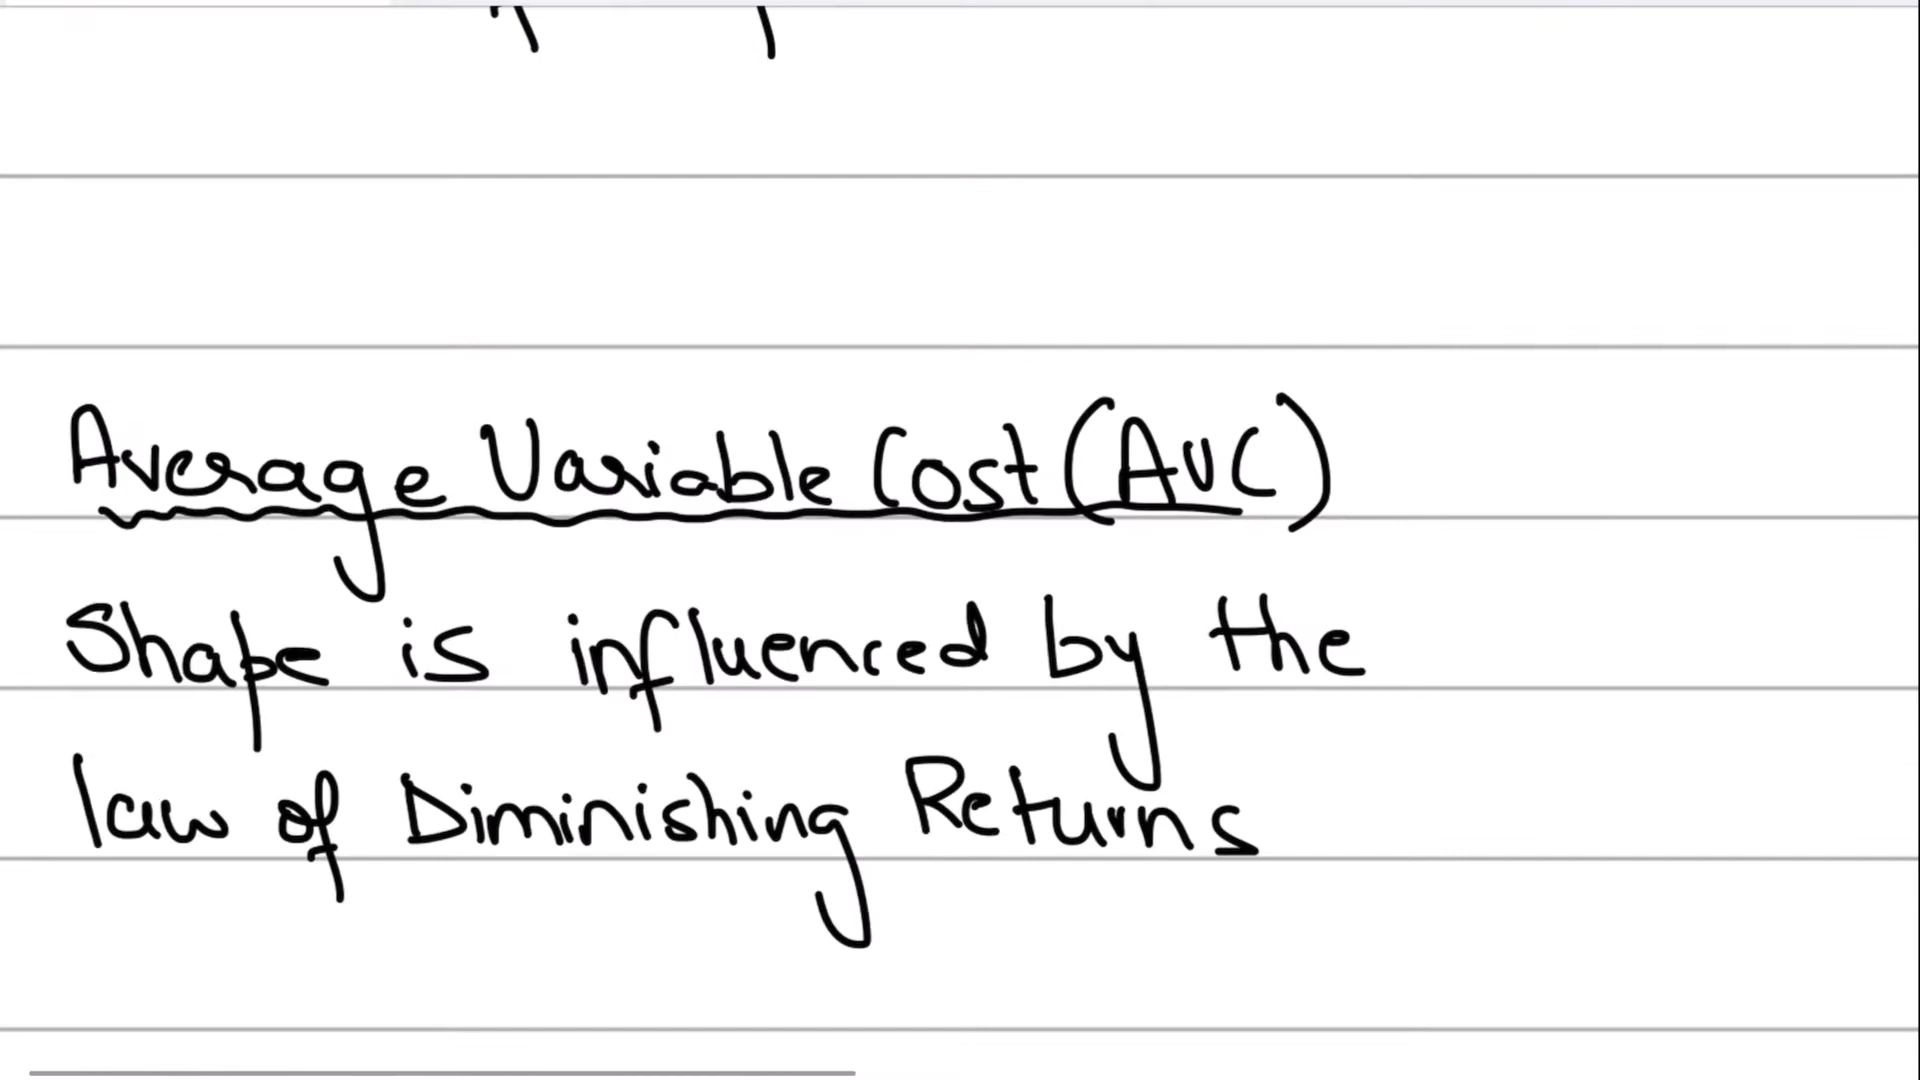 Average Variable Cost (AVC)
Shape is influenced by the
law of Diminishing Returns